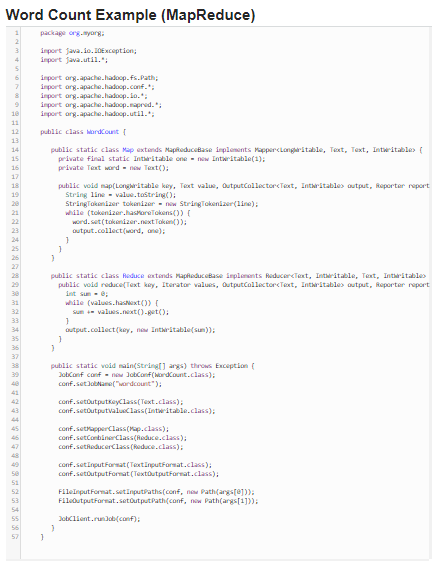 Word Count Example (MapReduce)
1 package org.myorg;
2
3 import java.io.IOException;
4 import java.util.*;
5
6 import org.apache.hadoop.fs.Path;
7 import org.apache.hadoop.conf.*;
8 import org.apache.hadoop.io.*;
9 import org.apache.hadoop.mapred.*;
10 import org.apache.hadoop.util.*;
11
12 public class WordCount {
13
14 public static class Map extends MapReduceBase implements Mapper<LongWritable, Text, Text, IntWritable> {
15 private final static IntWritable one = new IntWritable(1);
16 private Text word = new Text();
17
18 public void map(LongWritable key, Text value, OutputCollector<Text, IntWritable> output, Reporter report
19 String line = value.toString();
20 StringTokenizer tokenizer = new StringTokenizer(line);
21 while (tokenizer.hasMoreTokens()) {
22 word.set(tokenizer.nextToken());
23 output.collect(word, one);
24 }
25 }
26 }
27
28 public static class Reduce extends MapReduceBase implements Reducer<Text, IntWritable, Text, IntWritable>
29 public void reduce(Text key, Iterator values, OutputCollector<Text, IntWritable> output, Reporter report
30 int sum = 0;
31 while (values.hasNext()) {
32 sum += values.next().get();
33 }
34 output.collect(key, new IntWritable(sum));
35 }
36 }
37
38 public static void main(String[] args) throws Exception {
39 JobConf conf = new JobConf(WordCount.class);
40 conf.setJobName("wordcount");
41
42 conf.setOutputKeyClass(Text.class);
43 conf.setOutputValueClass(IntWritable.class);
44
45 conf.setMapperClass(Map.class);
46 conf.setCombinerClass(Reduce.class);
47 conf.setReducerClass(Reduce.class);
48
49 conf.setInputFormat(TextInputFormat.class);
50 conf.setOutputFormat(TextOutputFormat.class);
51
52 FileInputFormat.setInputPaths(conf, new Path(args[0]));
53 FileOutputFormat.setOutputPath(conf, new Path(args[1]));
54
55 JobClient.runJob(conf);
56 }
57 }